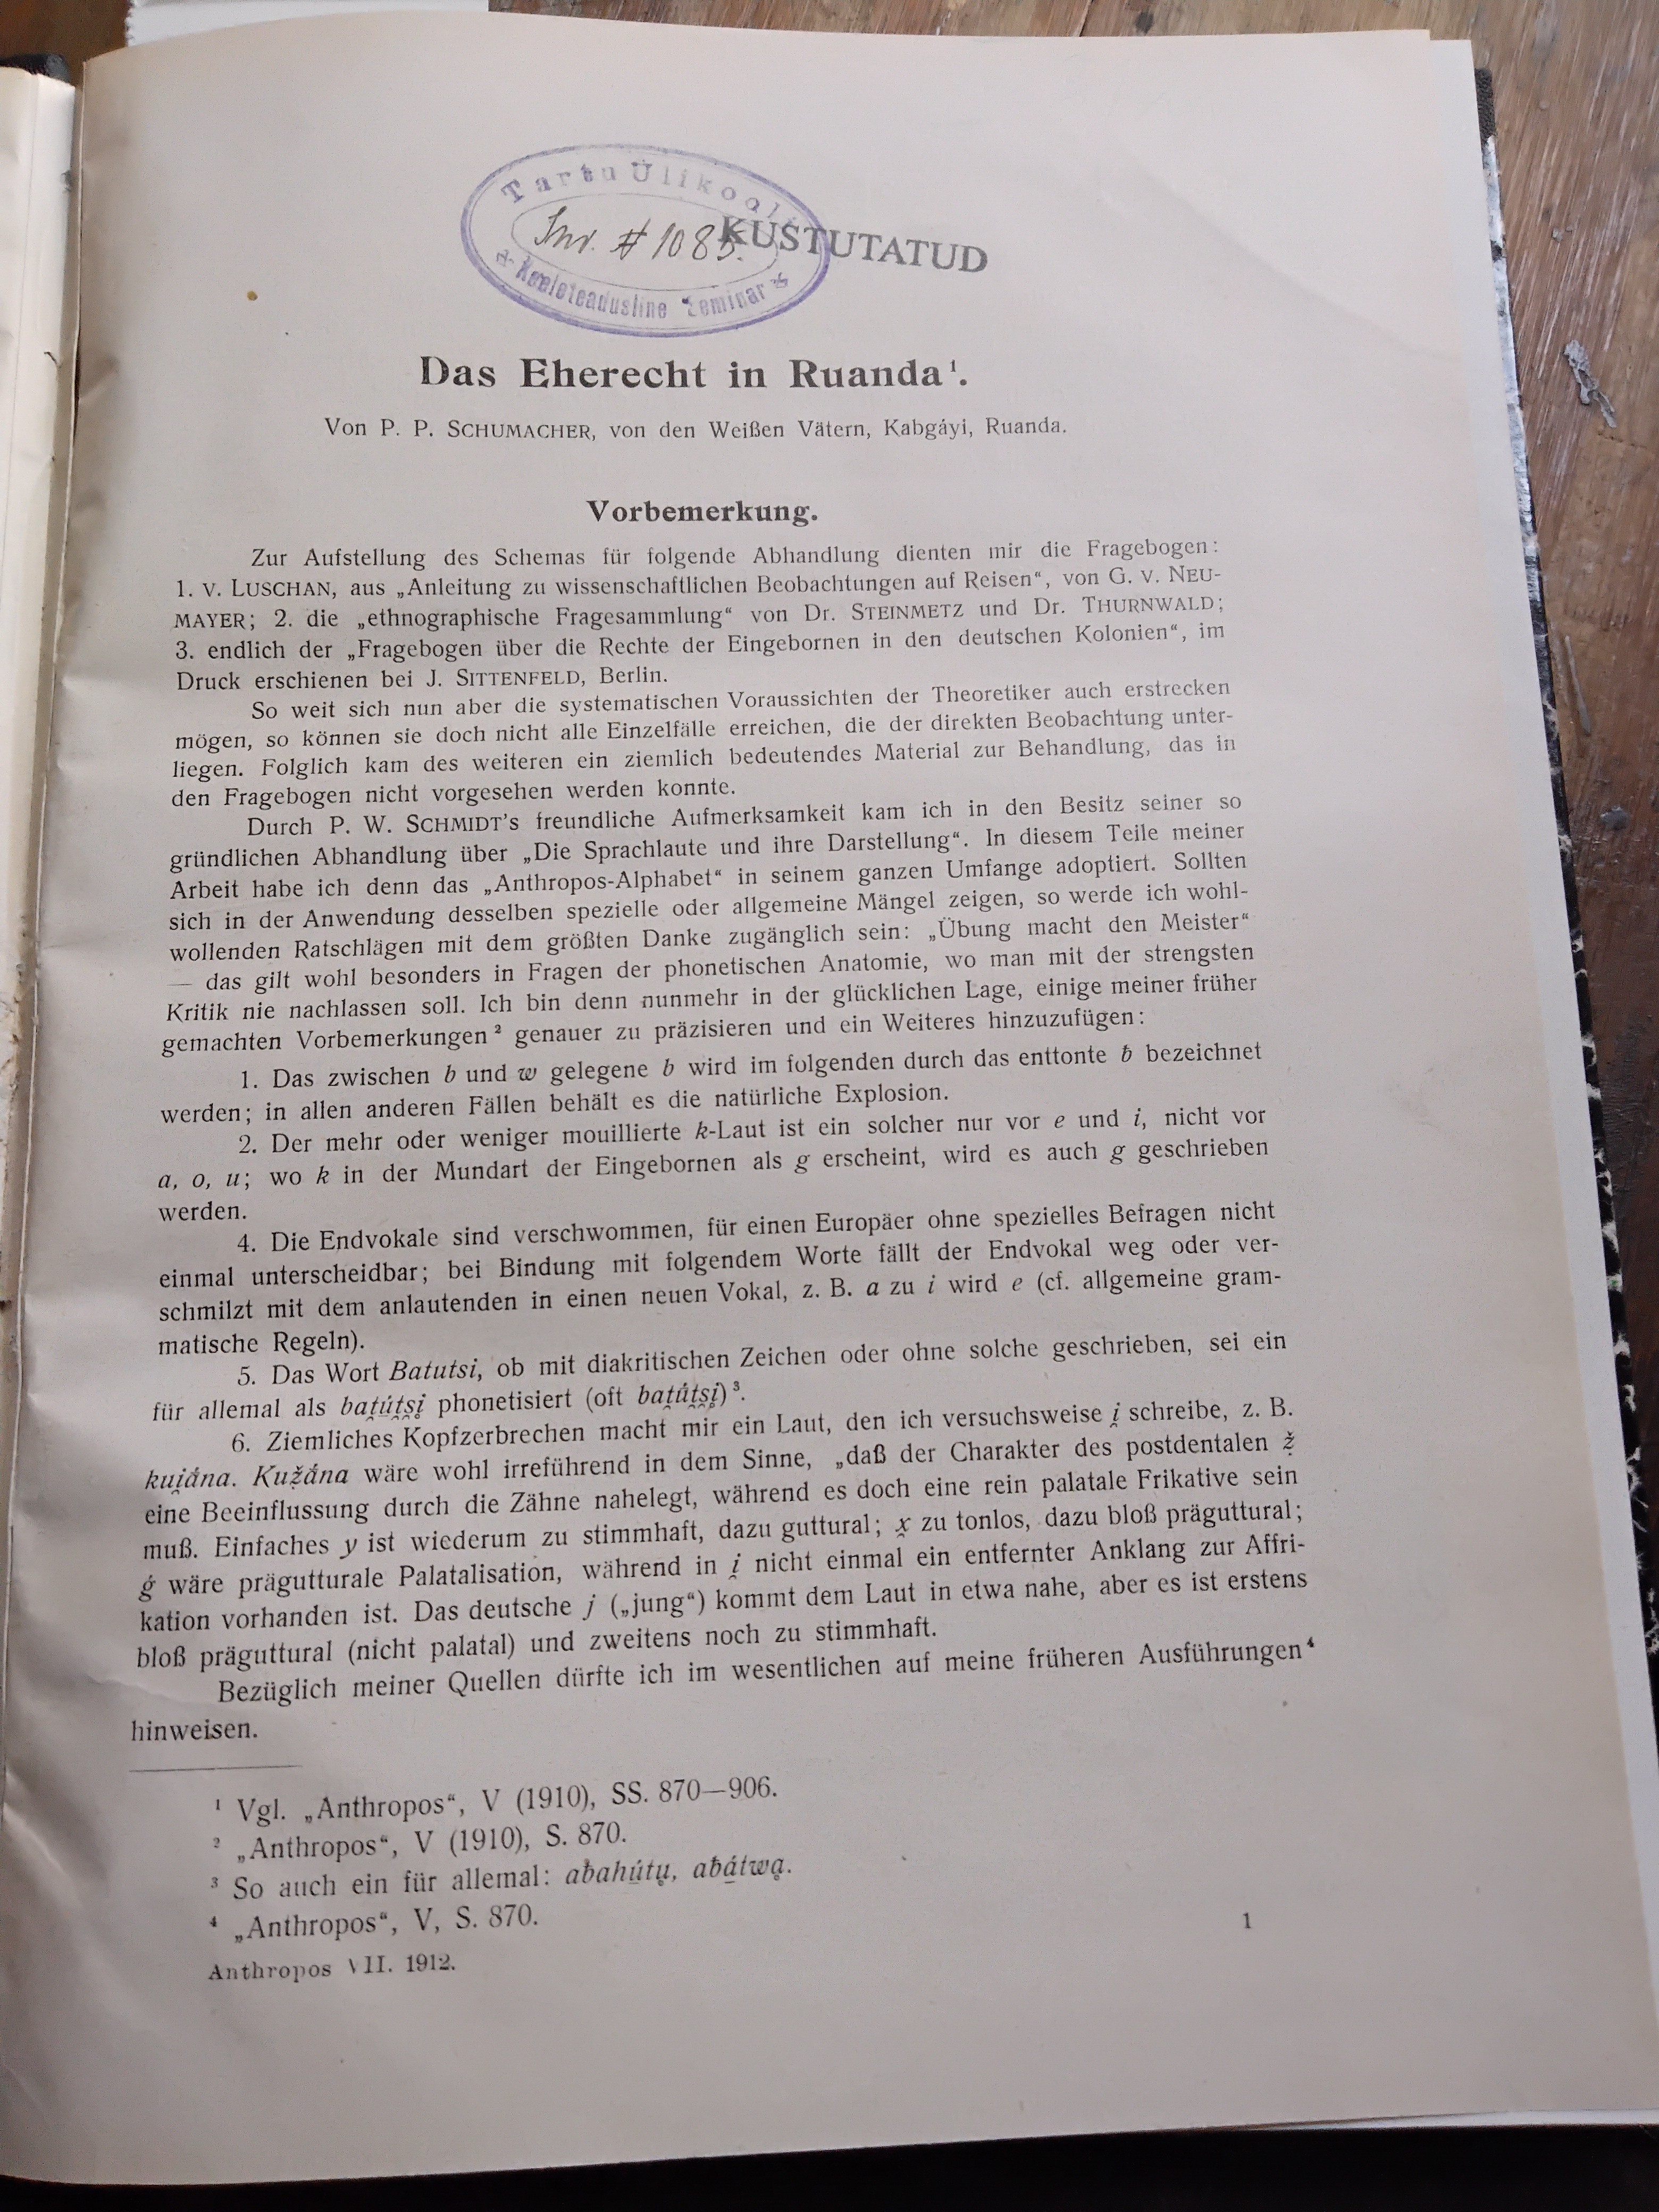 Tartu Ülikooli
Inv. # 1085.
KUSTUTATUD
Keeleteadusline Seminar
Das Eherecht in Ruanda¹.
Von P. P. SCHUMACHER, von den Weißen Vätern, Kabgáyi, Ruanda.
Vorbemerkung.
Zur Aufstellung des Schemas für folgende Abhandlung dienten mir die Fragebogen:
1. v. LUSCHAN, aus „Anleitung zu wissenschaftlichen Beobachtungen auf Reisen“, von G. v. NEU-
MAYER; 2. die „ethnographische Fragesammlung“ von Dr. STEINMETZ und Dr. THURNWALD;
3. endlich der „Fragebogen über die Rechte der Eingebornen in den deutschen Kolonien“, im
Druck erschienen bei J. SITTENFELD, Berlin.
So weit sich nun aber die systematischen Voraussichten der Theoretiker auch erstrecken
mögen, so können sie doch nicht alle Einzelfälle erreichen, die der direkten Beobachtung unter-
liegen. Folglich kam des weiteren ein ziemlich bedeutendes Material zur Behandlung, das in
den Fragebogen nicht vorgesehen werden konnte.
Durch P. W. SCHMIDT’S freundliche Aufmerksamkeit kam ich in den Besitz seiner so
gründlichen Abhandlung über „Die Sprachlaute und ihre Darstellung“. In diesem Teile meiner
Arbeit habe ich denn das „Anthropos-Alphabet“ in seinem ganzen Umfange adoptiert. Sollten
sich in der Anwendung desselben spezielle oder allgemeine Mängel zeigen, so werde ich wohl-
wollenden Ratschlägen mit dem größten Danke zugänglich sein: „Übung macht den Meister“
— das gilt wohl besonders in Fragen der phonetischen Anatomie, wo man mit der strengsten
Kritik nie nachlassen soll. Ich bin denn nunmehr in der glücklichen Lage, einige meiner früher
gemachten Vorbemerkungen² genauer zu präzisieren und ein Weiteres hinzuzufügen:
1. Das zwischen b und w gelegene b wird im folgenden durch das enttonte ƀ bezeichnet
werden; in allen anderen Fällen behält es die natürliche Explosion.
2. Der mehr oder weniger mouillierte k-Laut ist ein solcher nur vor e und i, nicht vor
a, o, u; wo k in der Mundart der Eingebornen als g erscheint, wird es auch g geschrieben
werden.
4. Die Endvokale sind verschwommen, für einen Europäer ohne spezielles Befragen nicht
einmal unterscheidbar; bei Bindung mit folgendem Worte fällt der Endvokal weg oder ver-
schmilzt mit dem anlautenden in einen neuen Vokal, z. B. a zu i wird e (cf. allgemeine gram-
matische Regeln).
5. Das Wort Batutsi, ob mit diakritischen Zeichen oder ohne solche geschrieben, sei ein
für allemal als baṱúṱs̭i̥ phonetisiert (oft baṱű́ṱs̭i̥)³.
6. Ziemliches Kopfzerbrechen macht mir ein Laut, den ich versuchsweise i̭ schreibe, z. B.
kui̭ā́na. Kuẓ̌ā́na wäre wohl irreführend in dem Sinne, „daß der Charakter des postdentalen ẓ̌
eine Beeinflussung durch die Zähne nahelegt, während es doch eine rein palatale Frikative sein
muß. Einfaches y ist wiederum zu stimmhaft, dazu guttural; x̭ zu tonlos, dazu bloß präguttural;
ǵ wäre prägutturale Palatalisation, während in i̭ nicht einmal ein entfernter Anklang zur Affri-
kation vorhanden ist. Das deutsche j („jung“) kommt dem Laut in etwa nahe, aber es ist erstens
bloß präguttural (nicht palatal) und zweitens noch zu stimmhaft.
Bezüglich meiner Quellen dürfte ich im wesentlichen auf meine früheren Ausführungen⁴
hinweisen.
¹ Vgl. „Anthropos“, V (1910), SS. 870—906.
² „Anthropos“, V (1910), S. 870.
³ So auch ein für allemal: aƀahú̱tu̥, aƀá̱twḁ.
⁴ „Anthropos“, V, S. 870.
Anthropos VII. 1912.
1